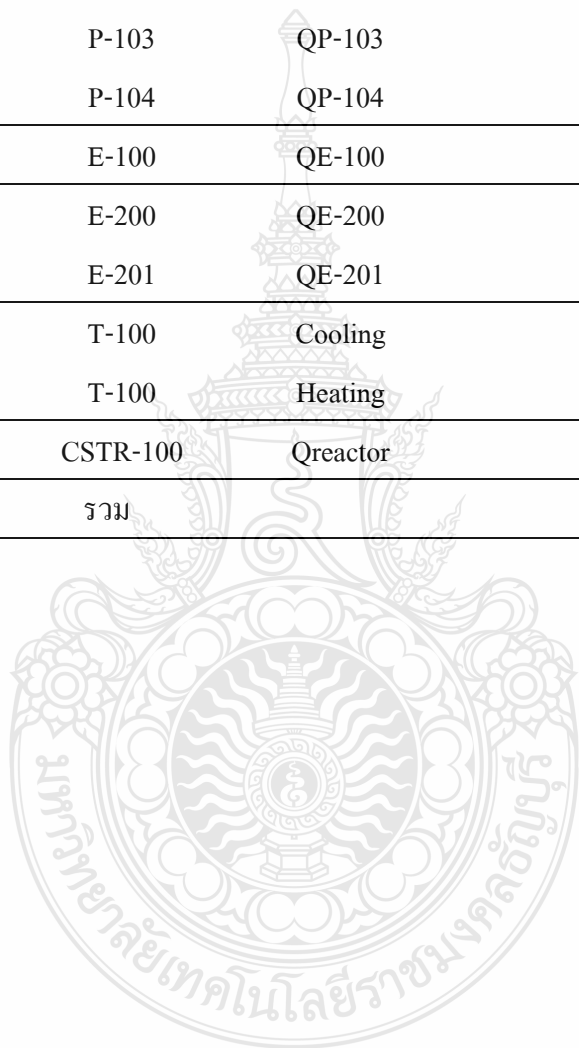 P-103 QP-103
P-104 QP-104
E-100 QE-100
E-200 QE-200
E-201 QE-201
T-100 Cooling
T-100 Heating
CSTR-100 Qreactor
รวม
มหาวิทยาลัยเทคโนโลยีราชมงคลธัญบุรี